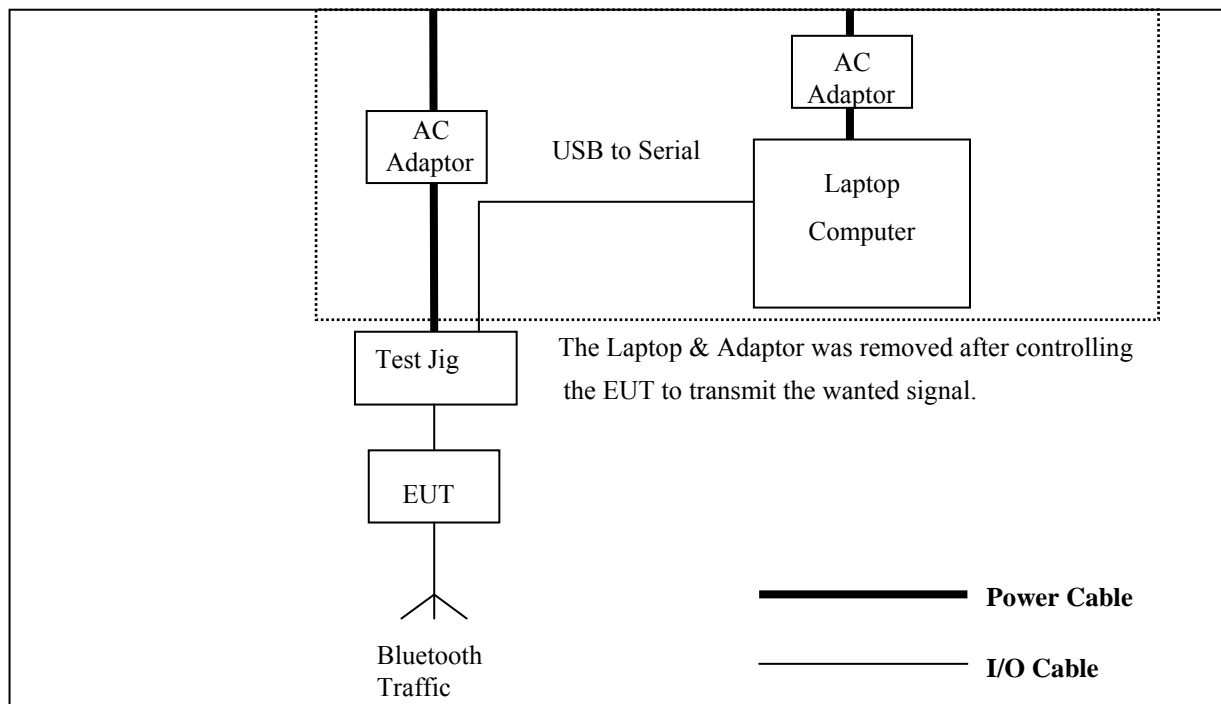 AC
Adaptor
AC
Adaptor
USB to Serial
Laptop
Computer
Test Jig
The Laptop & Adaptor was removed after controlling
the EUT to transmit the wanted signal.
EUT
Power Cable
Bluetooth
Traffic
I/O Cable